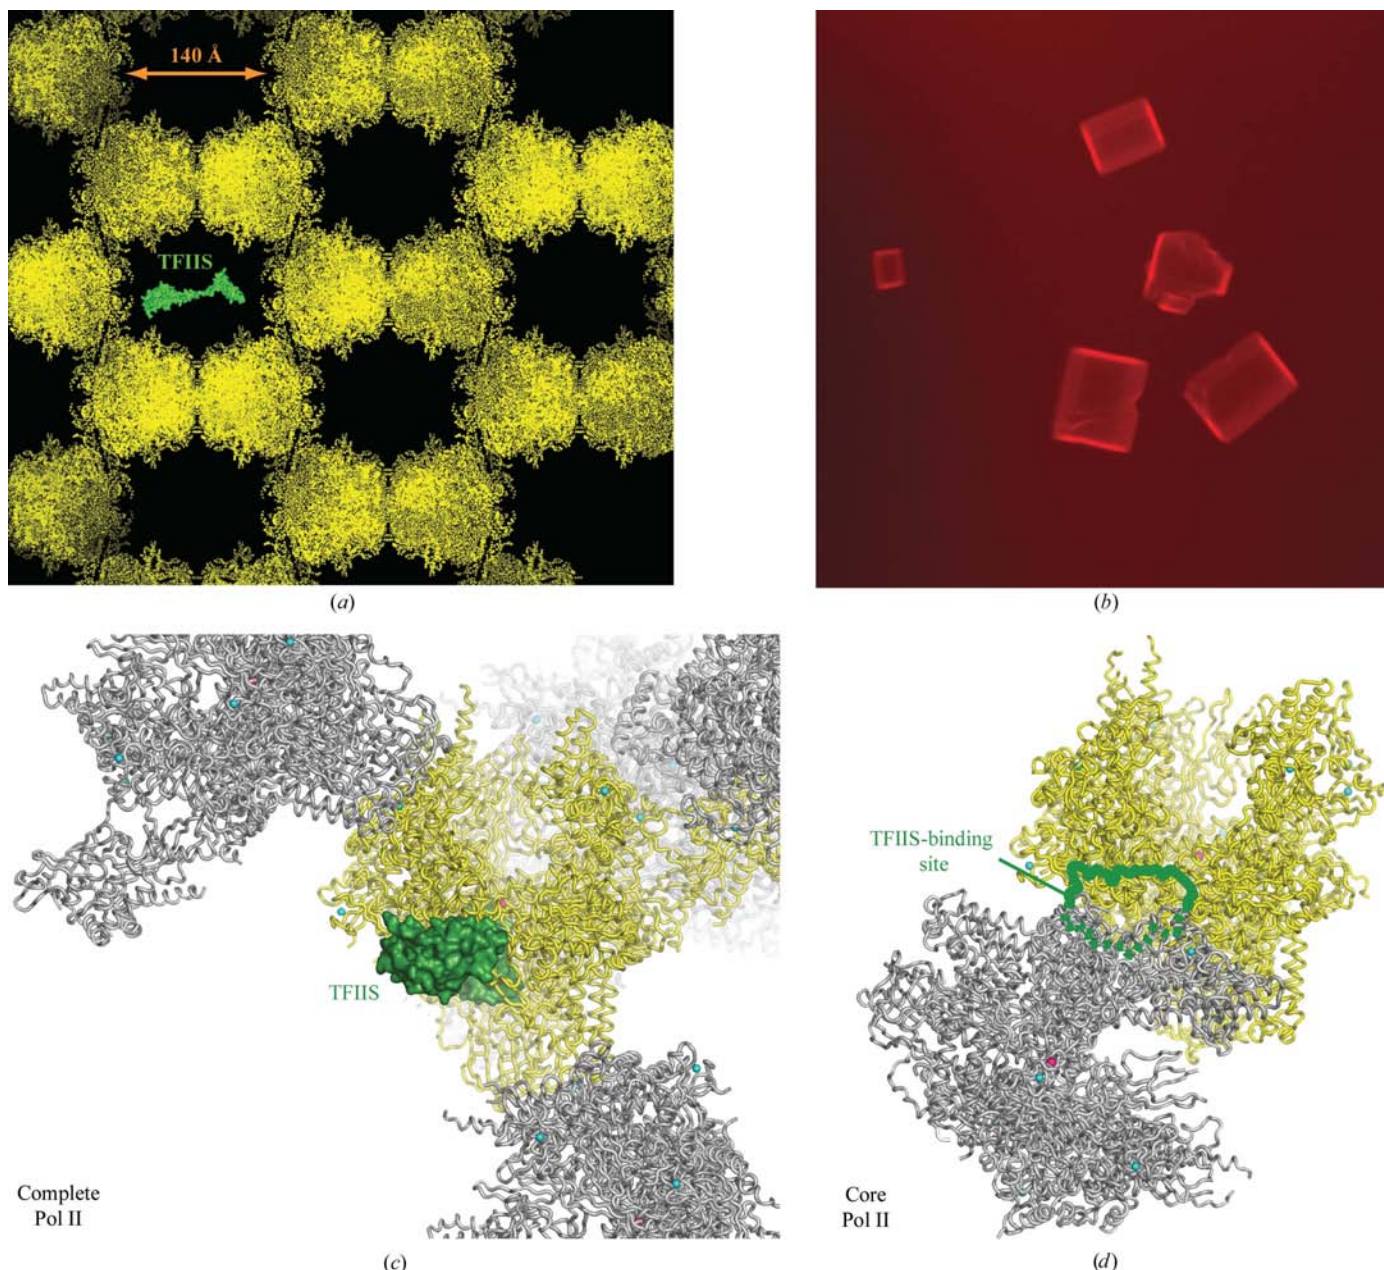 140 Å
TFIIS
(a)
(b)
TFIIS
Complete
Pol II
(c)
TFIIS-binding
site
Core
Pol II
(d)